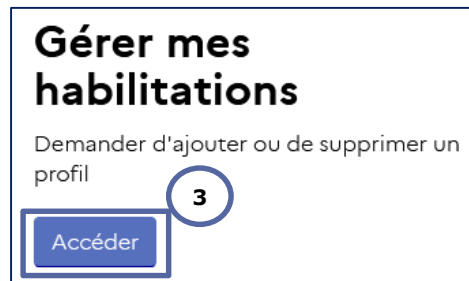 Gérer mes
habilitations
Demander d'ajouter ou de supprimer un
profil
3
Accéder